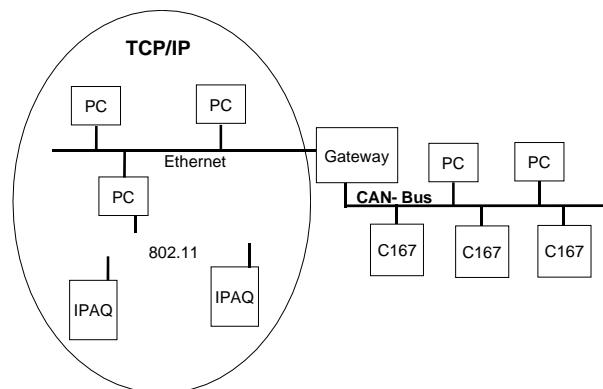 TCP/IP
PC
PC
Ethernet
Gateway
PC
PC
PC
CAN- Bus
802.11
C167
C167
C167
IPAQ
IPAQ